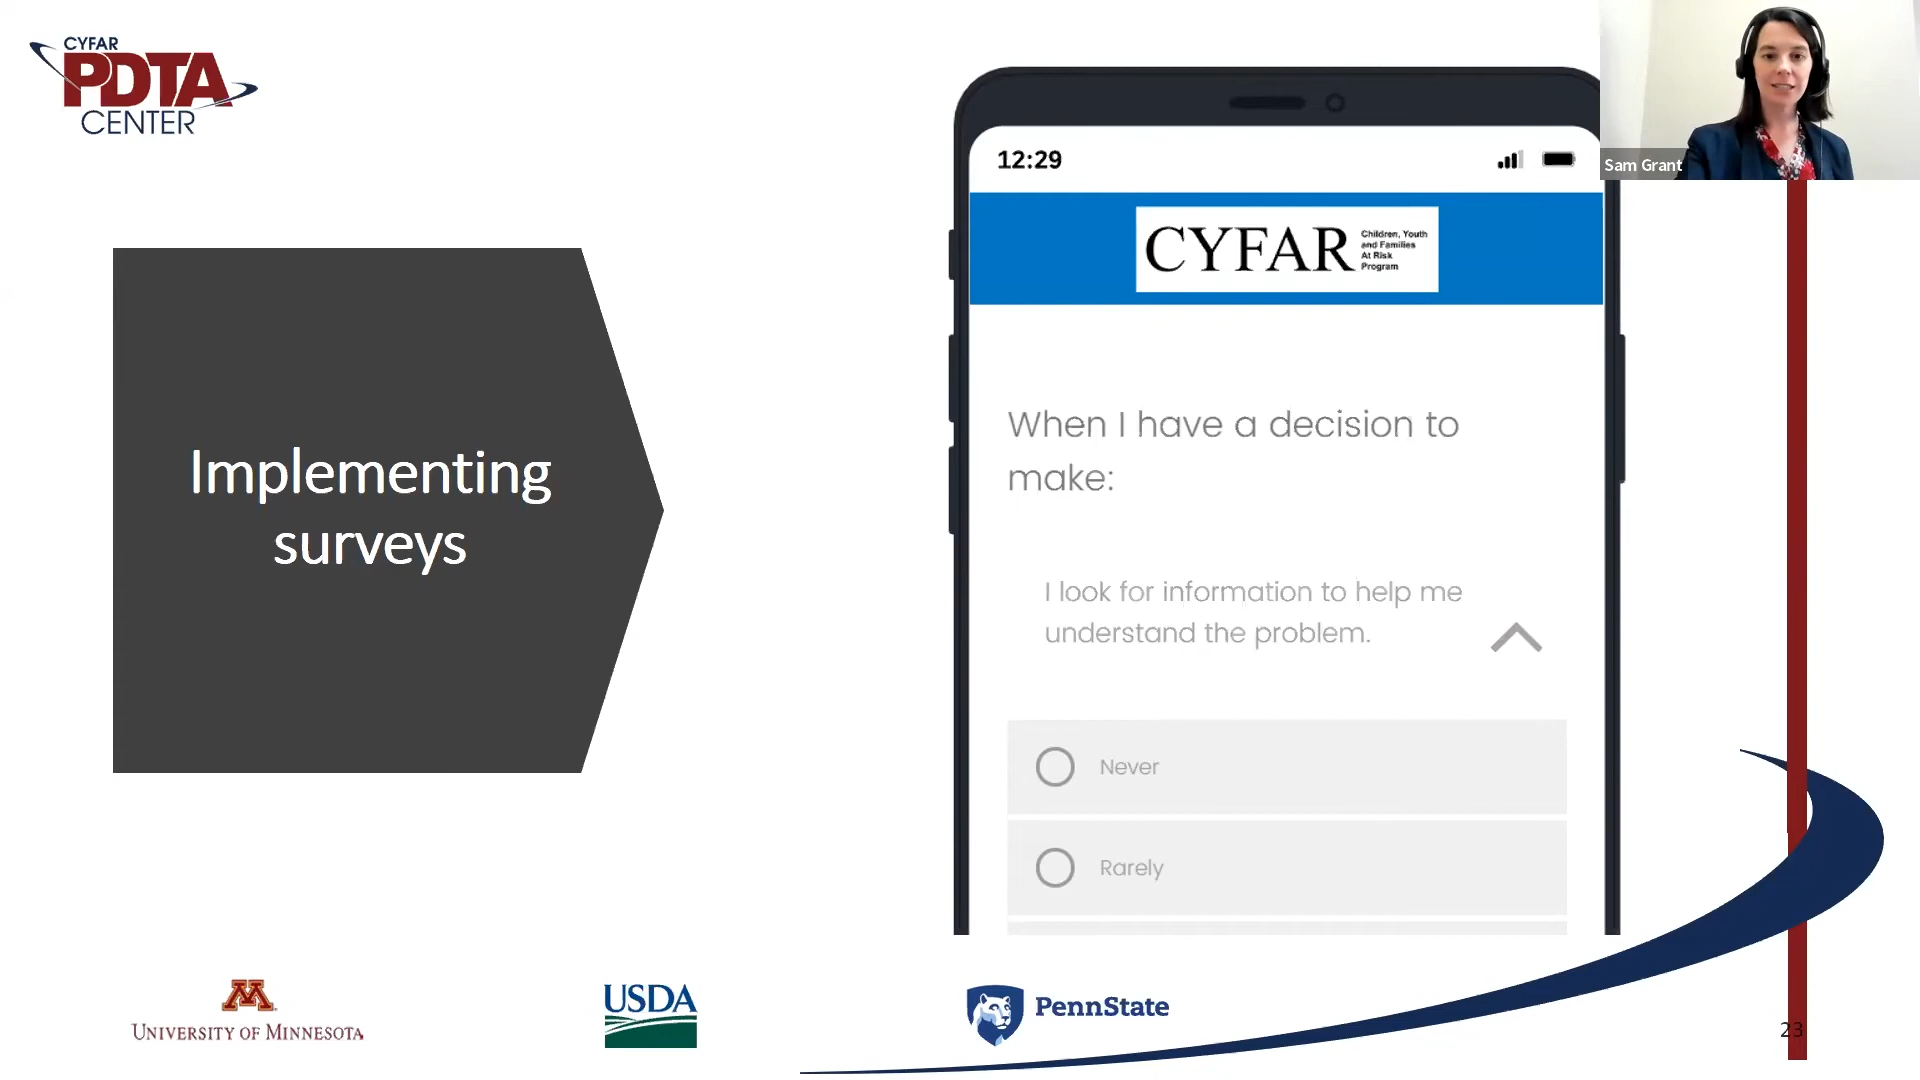 CYFAR
PDTA
CENTER
12:29
Sam Grant
CYFAR
Children, Youth
and Families
At Risk
Program
When I have a decision to
make:
Implementing
surveys
I look for information to help me
understand the problem.
Never
Rarely
M
UNIVERSITY OF MINNESOTA
USDA
PennState
23